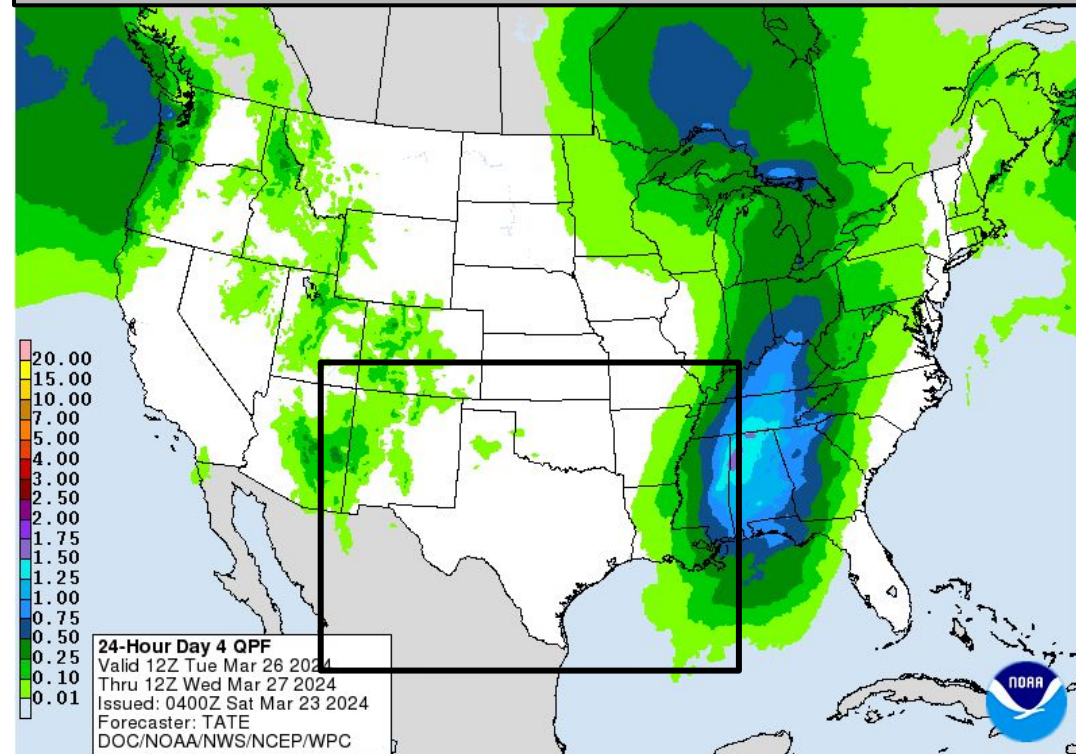 20.00
15.00
10.00
7.00
5.00
4.00
3.00
2.50
2.00
1.75
1.50
1.25
1.00
0.75
0.50
0.25
0.10
0.01
24-Hour Day 4 QPF
Valid 12Z Tue Mar 26 2024
Thru 12Z Wed Mar 27 2024
Issued: 0400Z Sat Mar 23 2024
Forecaster: TATE
DOC/NOAA/NWS/NCEP/WPC
NOAA